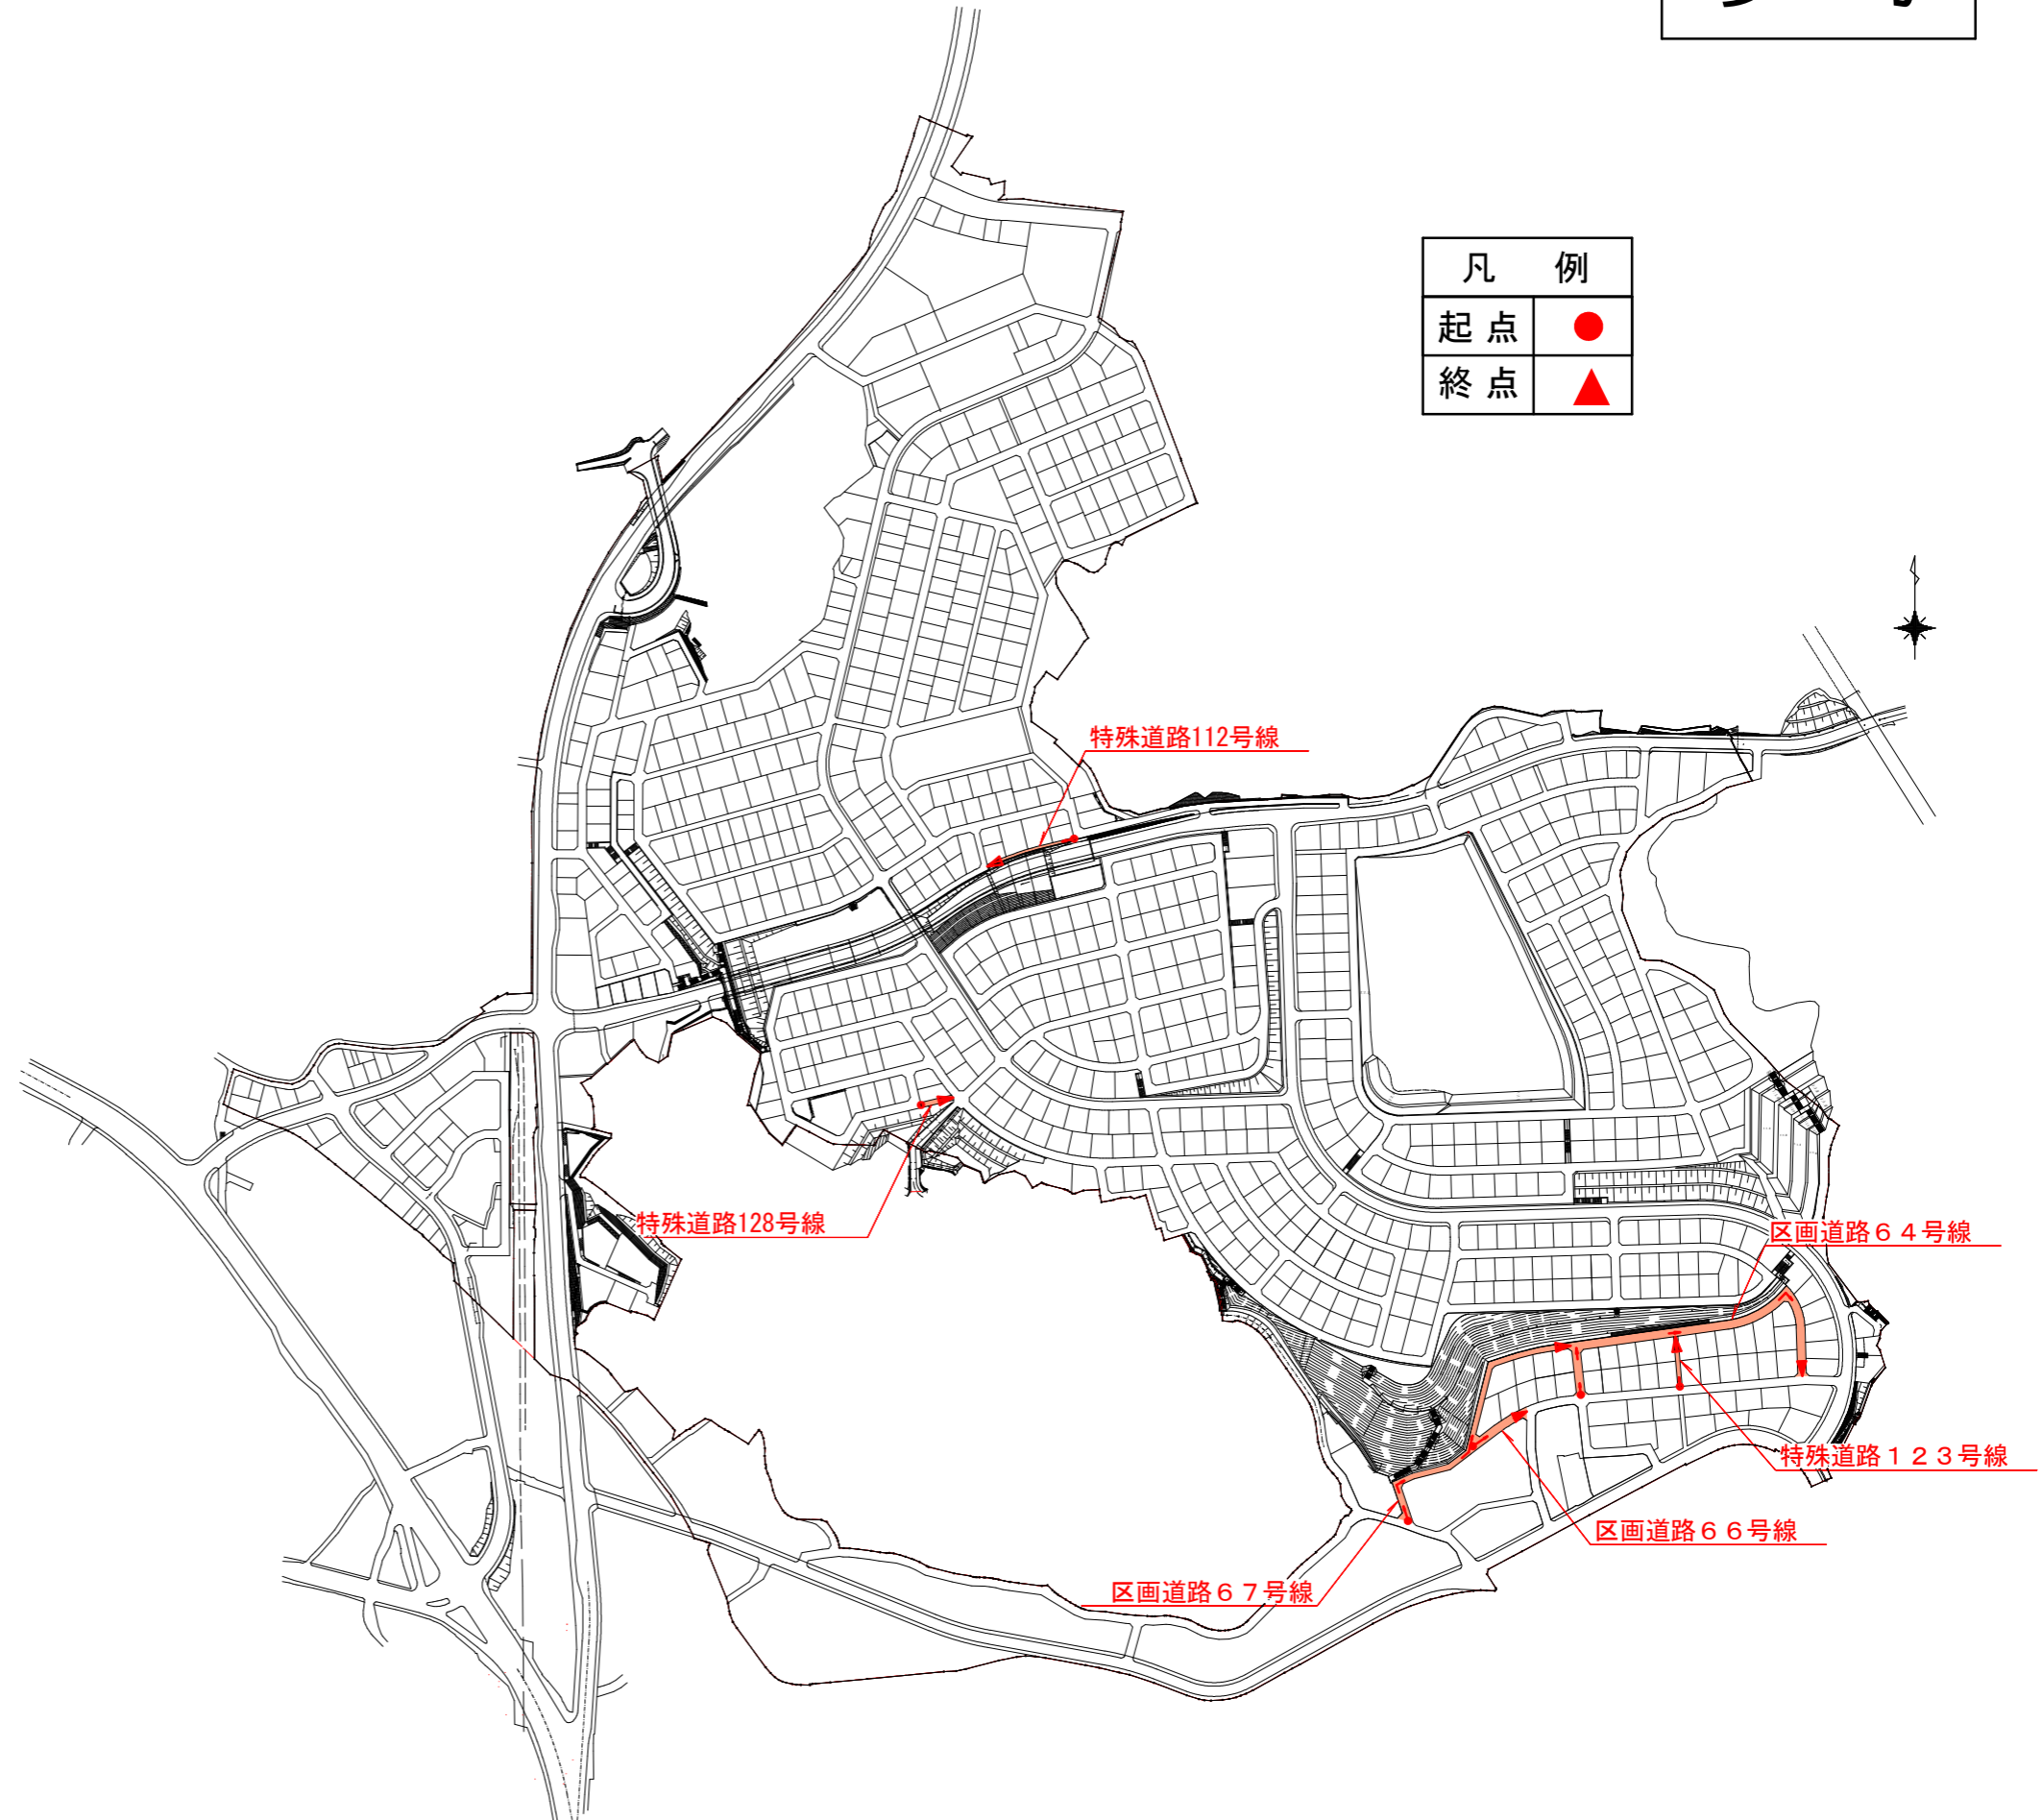 凡 例
起点
終点
特殊道路112号線
特殊道路128号線
区画道路64号線
特殊道路123号線
区画道路66号線
区画道路67号線